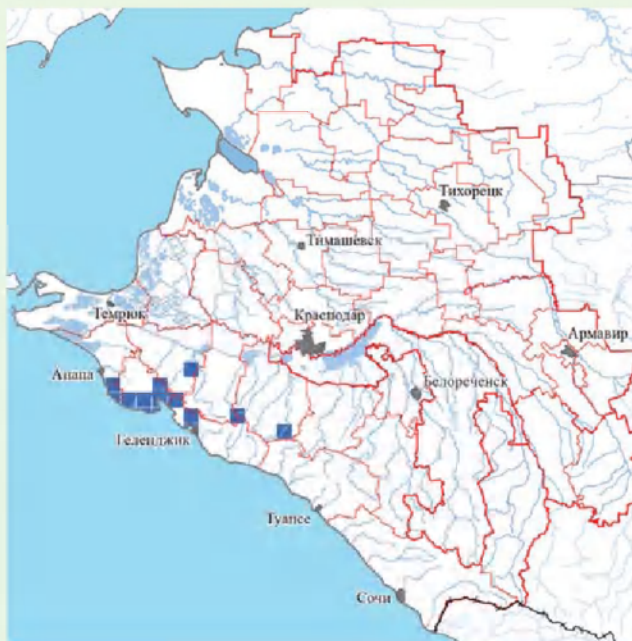 Тихорецк
Тимашевск
Темрюк
Краснодар
Армавир
Анапа
Белореченск
Геленджик
Туапсе
Сочи